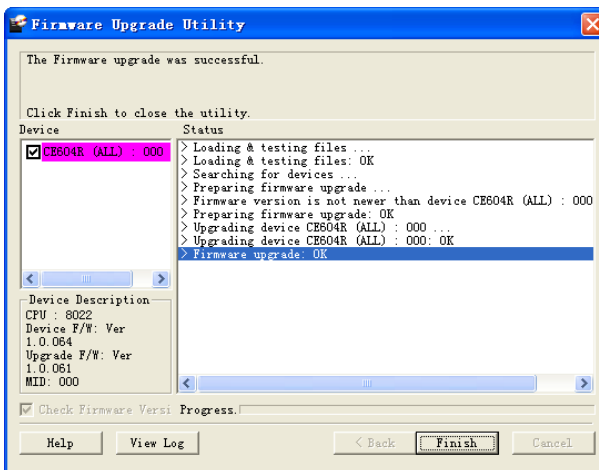 Firmware Upgrade Utility
The Firmware upgrade was successful.
Click Finish to close the utility.
Device
Status
CE604R (ALL) : 000
> Loading & testing files ...
> Loading & testing files: OK
> Searching for devices ...
> Preparing firmware upgrade ...
> Firmware version is not newer than device CE604R (ALL) : 000
> Preparing firmware upgrade: OK
> Upgrading device CE604R (ALL) : 000 ...
> Upgrading device CE604R (ALL) : 000: OK
> Firmware upgrade: OK
Device Description
CPU : 8022
Device F/W: Ver
1.0.064
Upgrade F/W: Ver
1.0.061
MID: 000
Check Firmware Versi Progress.
Help
View Log
< Back
Finish
Cancel